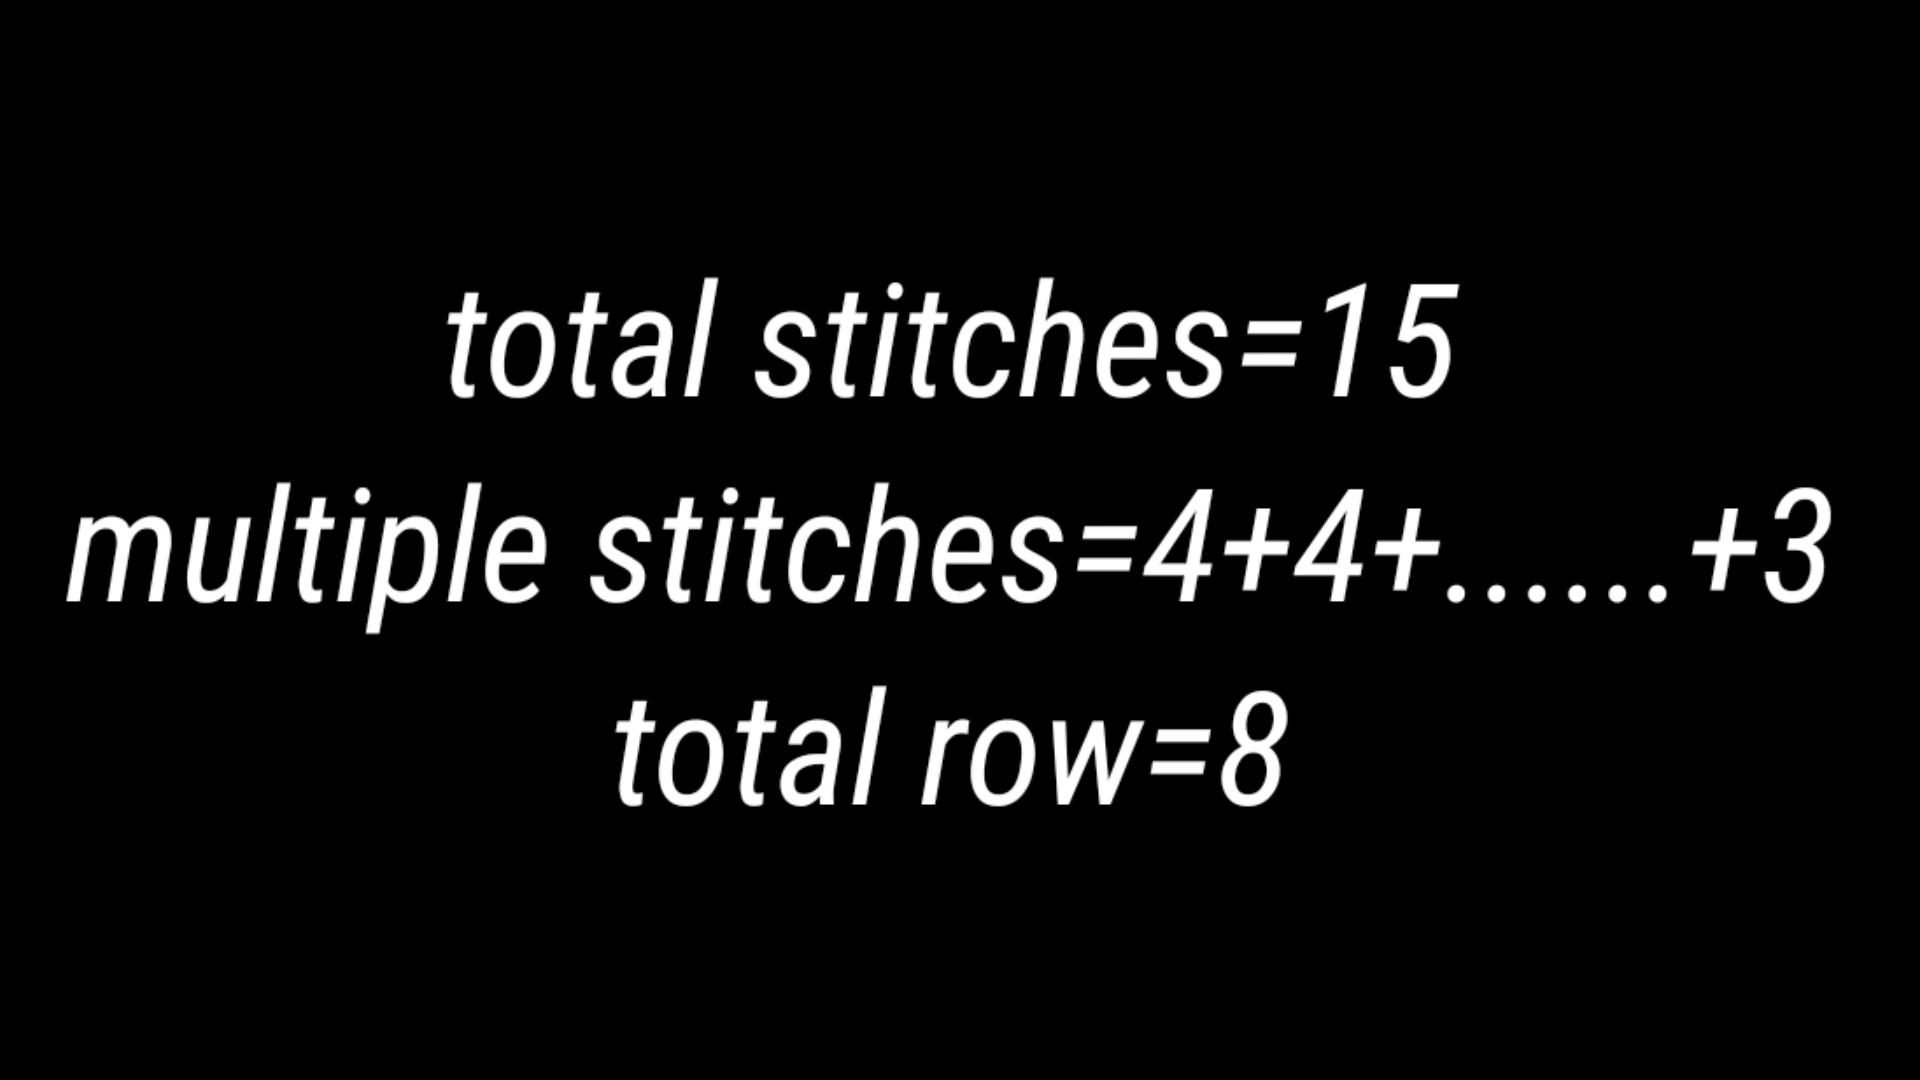 total stitches=15
multiple stitches=4+4+......+3
total row=8